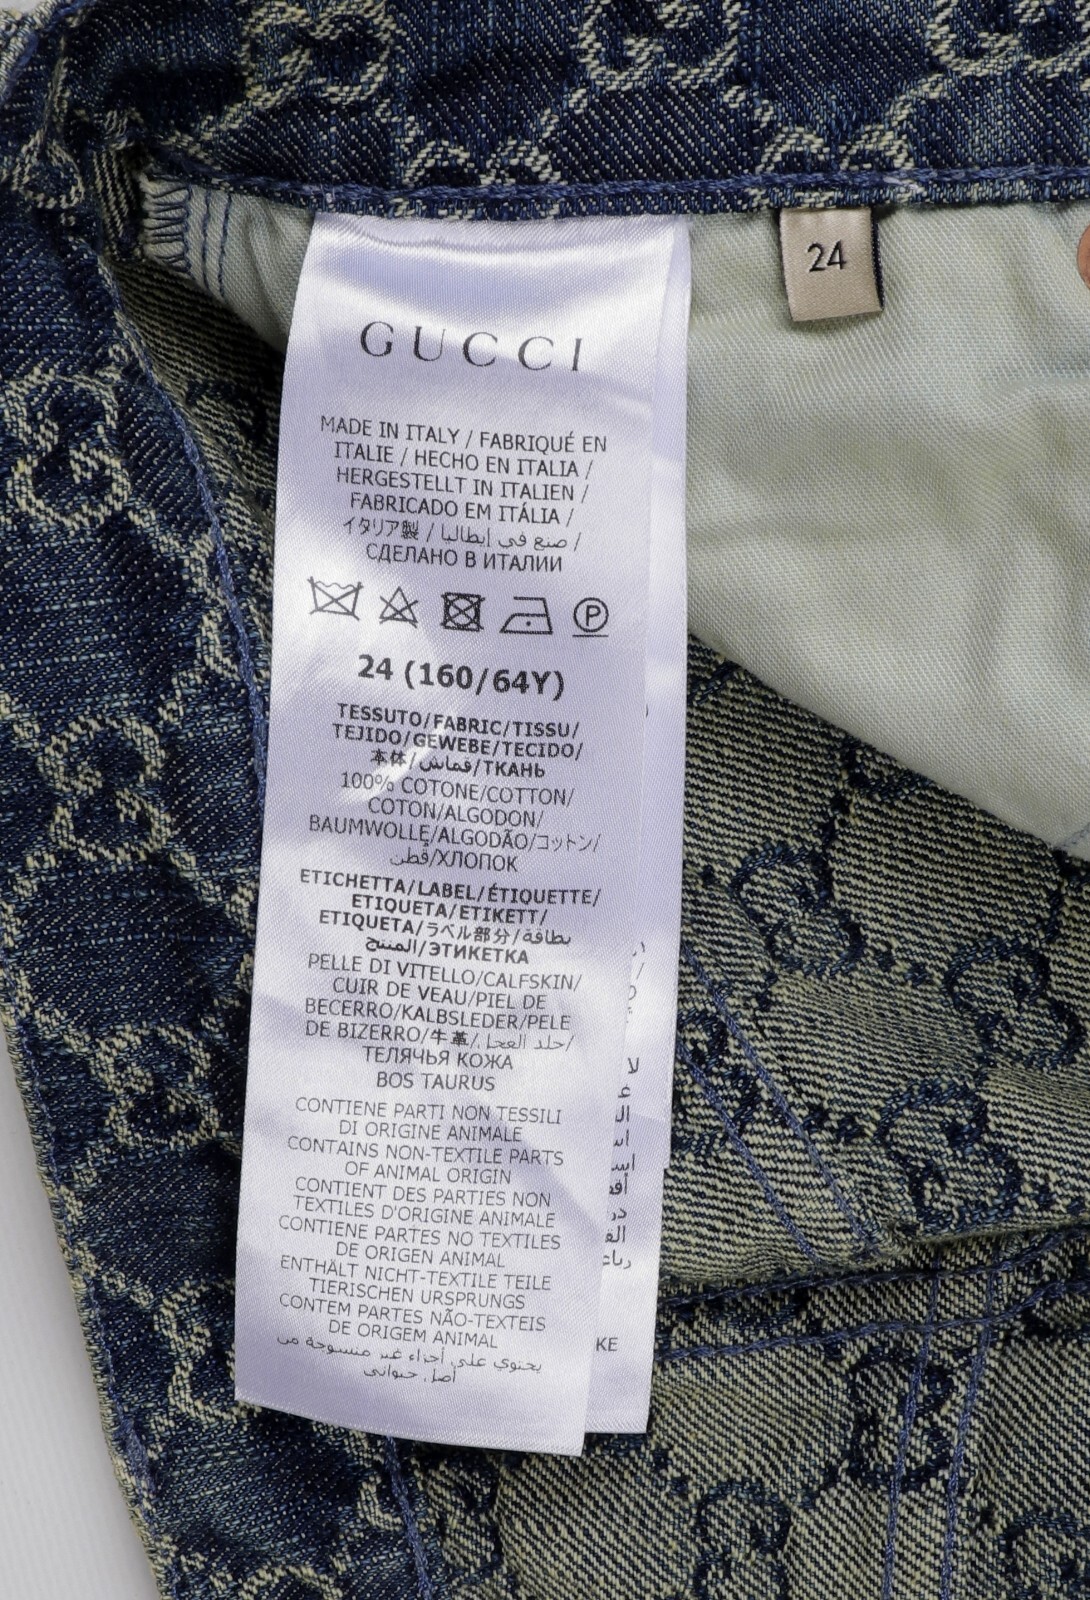 24
GUCCI
MADE IN ITALY / FABRIQUÉ EN
ITALIE / HECHO EN ITALIA /
HERGESTELLT IN ITALIEN /
FABRICADO EM ITÁLIA /
イタリア製 / صنع في إيطاليا /
СДЕЛАНО В ИТАЛИИ
P
24 (160/64Y)
TESSUTO/FABRIC/TISSU/
TEJIDO/GEWEBE/TECIDO/
本体/قماش/ТКАНЬ
100% COTONE/COTTON/
COTON/ALGODON/
BAUMWOLLE/ALGODÃO/コットン/
قطن/ХЛОПОК
ETICHETTA/LABEL/ÉTIQUETTE/
ETIQUETA/ETIKETT/
ETIQUETA/ラベル部分/بطاقة
المنتج/ЭТИКЕТКА
PELLE DI VITELLO/CALFSKIN/
CUIR DE VEAU/PIEL DE
BECERRO/KALBSLEDER/PELE
DE BIZERRO/牛革/جلد العجل/
ТЕЛЯЧЬЯ КОЖА
BOS TAURUS
CONTIENE PARTI NON TESSILI
DI ORIGINE ANIMALE
CONTAINS NON-TEXTILE PARTS
OF ANIMAL ORIGIN
CONTIENT DES PARTIES NON
TEXTILES D'ORIGINE ANIMALE
CONTIENE PARTES NO TEXTILES
DE ORIGEN ANIMAL
ENTHÄLT NICHT-TEXTILE TEILE
TIERISCHEN URSPRUNGS
CONTEM PARTES NÃO-TEXTEIS
DE ORIGEM ANIMAL
يحتوي على أجزاء غير منسوجة من
أصل حيواني
KE